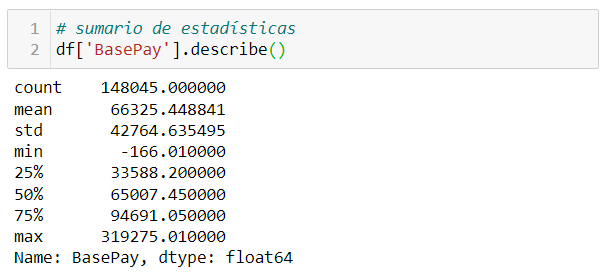 1 # sumario de estadísticas
2 df['BasePay'].describe()
count 148045.000000
mean 66325.448841
std 42764.635495
min -166.010000
25% 33588.200000
50% 65007.450000
75% 94691.050000
max 319275.010000
Name: BasePay, dtype: float64